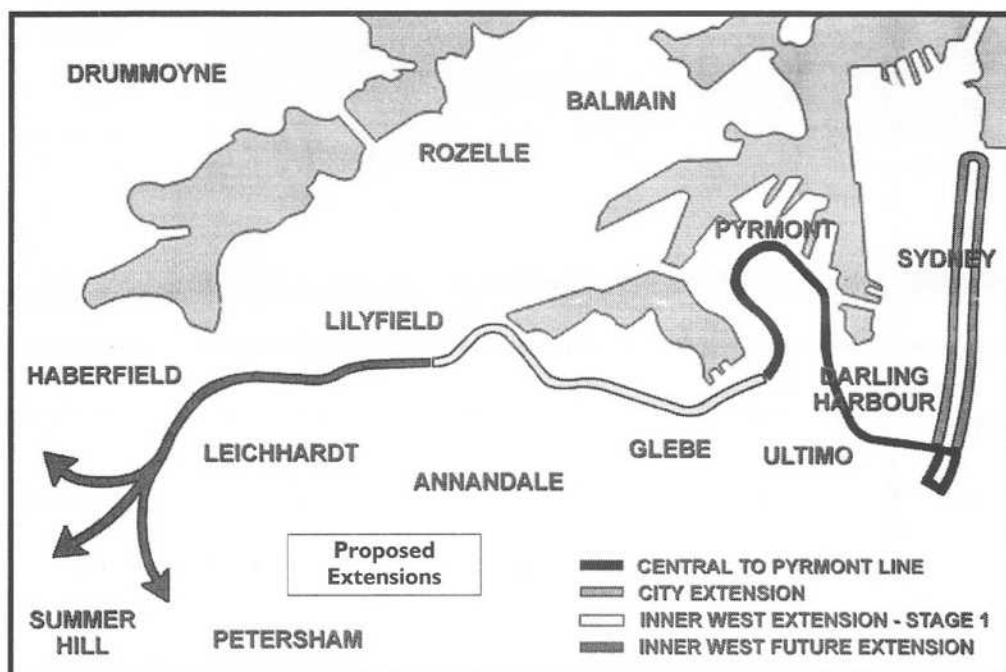 DRUMMOYNE
BALMAIN
ROZELLE
PYRMONT
SYDNEY
LILYFIELD
HABERFIELD
DARLING
HARBOUR
LEICHHARDT
GLEBE
ULTIMO
ANNANDALE
Proposed
Extensions
CENTRAL TO PYRMONT LINE
CITY EXTENSION
INNER WEST EXTENSION - STAGE 1
INNER WEST FUTURE EXTENSION
SUMMER
HILL
PETERSHAM